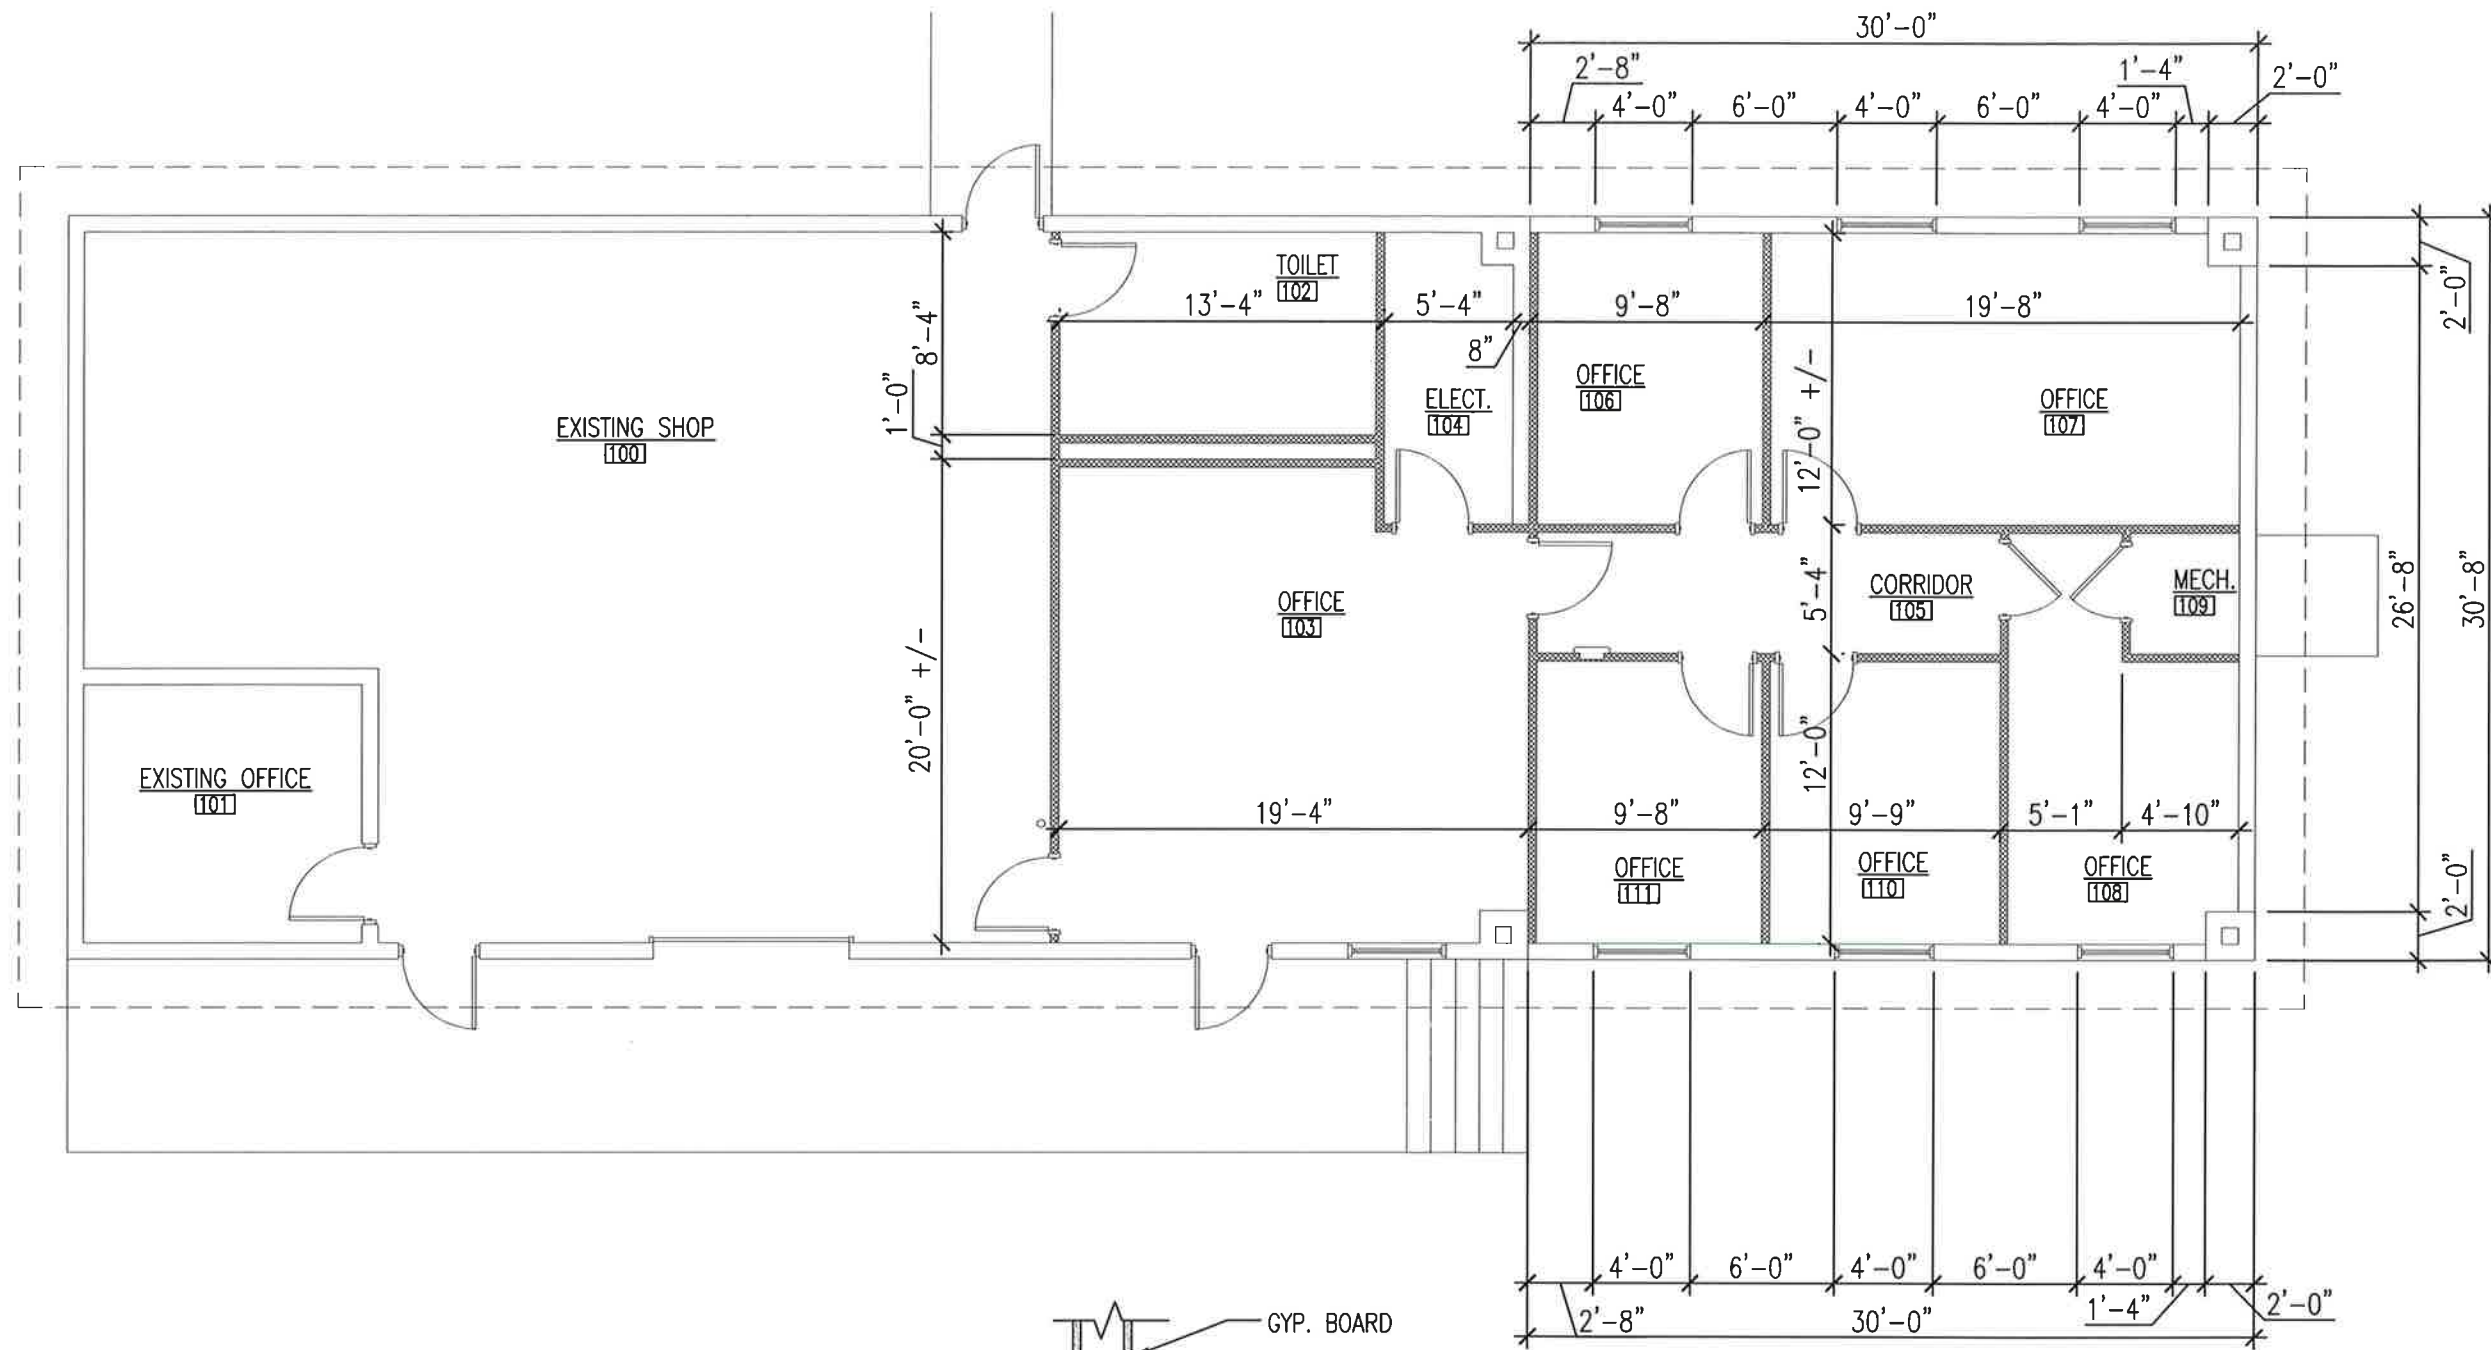 30'-0"
2'-8"
1'-4"
2'-0"
4'-0" 6'-0" 4'-0" 6'-0" 4'-0"
TOILET
102
13'-4" 5'-4" 9'-8" 19'-8"
8"
2'-0"
8'-4"
1'-0"
EXISTING SHOP
100
ELECT.
104
OFFICE
106
12'-0" +/-
OFFICE
107
OFFICE
103
5'-4"
CORRIDOR
105
MECH.
109
26'-8"
30'-8"
20'-0" +/-
EXISTING OFFICE
101
12'-0"
19'-4" 9'-8" 9'-9" 5'-1" 4'-10"
OFFICE
111
OFFICE
110
OFFICE
108
2'-0"
4'-0" 6'-0" 4'-0" 6'-0" 4'-0"
2'-8"
1'-4"
2'-0"
30'-0"
GYP. BOARD